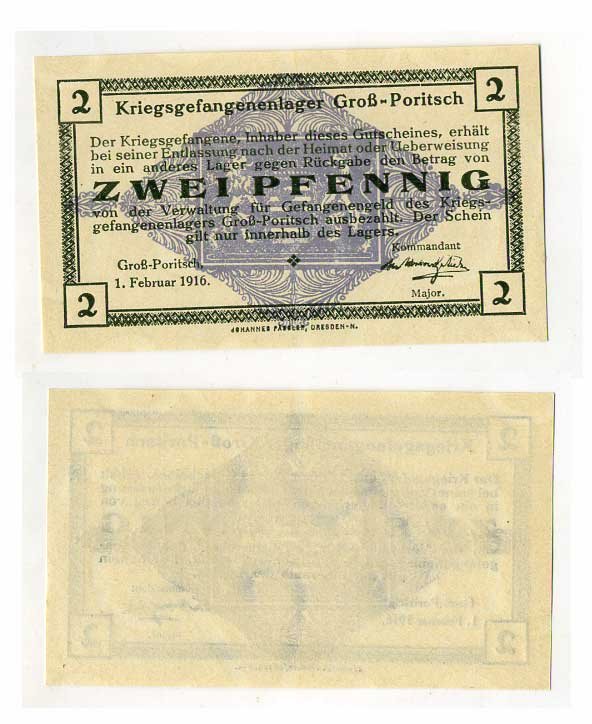 2 Kriegsgefangenenlager Groß-Poritsch 2
Der Kriegsgefangene, Inhaber dieses Gutscheines, erhält
bei seiner Entlassung nach der Heimat oder Ueberweisung
in ein anderes Lager gegen Rückgabe den Betrag von
ZWEI PFENNIG
von der Verwaltung für Gefangenengeld des Kriegs-
gefangenenlagers Groß-Poritsch ausbezahlt. Der Schein
gilt nur innerhalb des Lagers.
Kommandant
Groß-Poritsch,
1. Februar 1916.
Major.
2 2
JOHANNES PÄSSLER, DRESDEN-N.